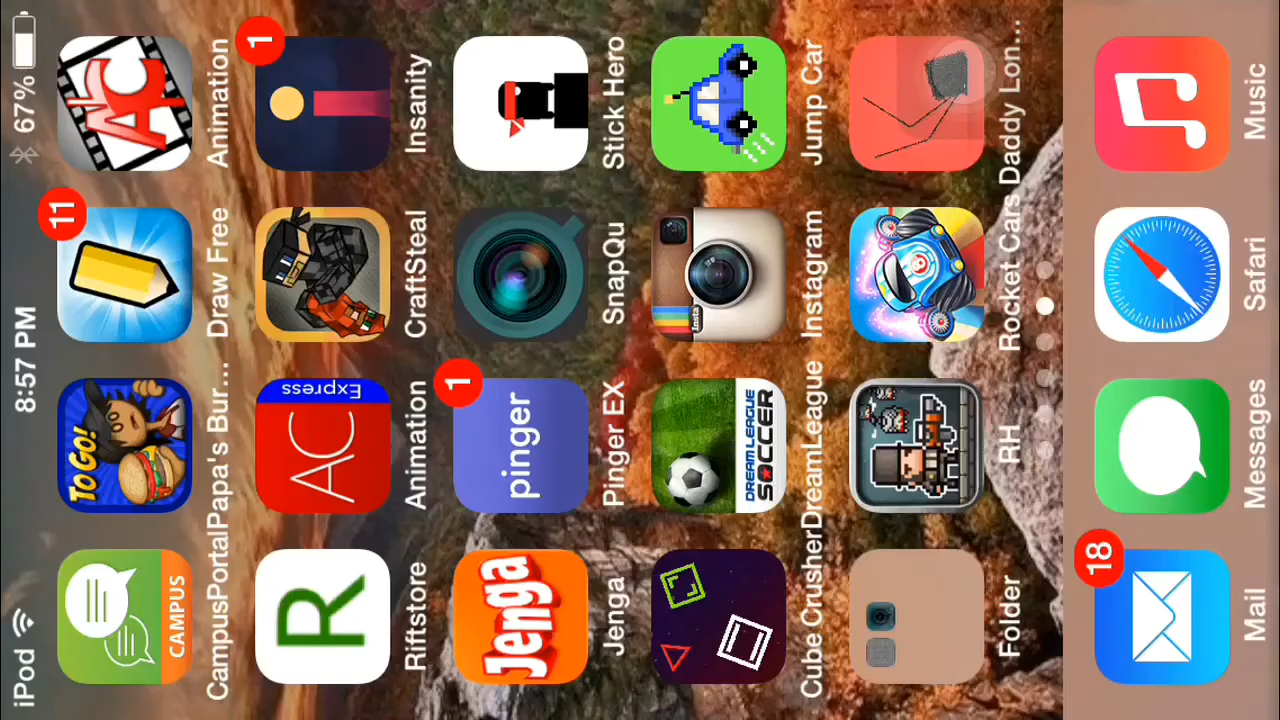 iPod 8:57 PM 67%
CAMPUS
TO GO!
11
AC
CampusPortal Papa's Bur... Draw Free Animation
R
AC Express
1
Riftstore Animation CraftSteal Insanity
Jenga
pinger
1
Jenga Pinger EX SnapQu Stick Hero
DREAM LEAGUE
SOCCER
Insta
Cube Crusher DreamLeague Instagram Jump Car
Folder RH Rocket Cars Daddy Lon...
18
Mail Messages Safari Music